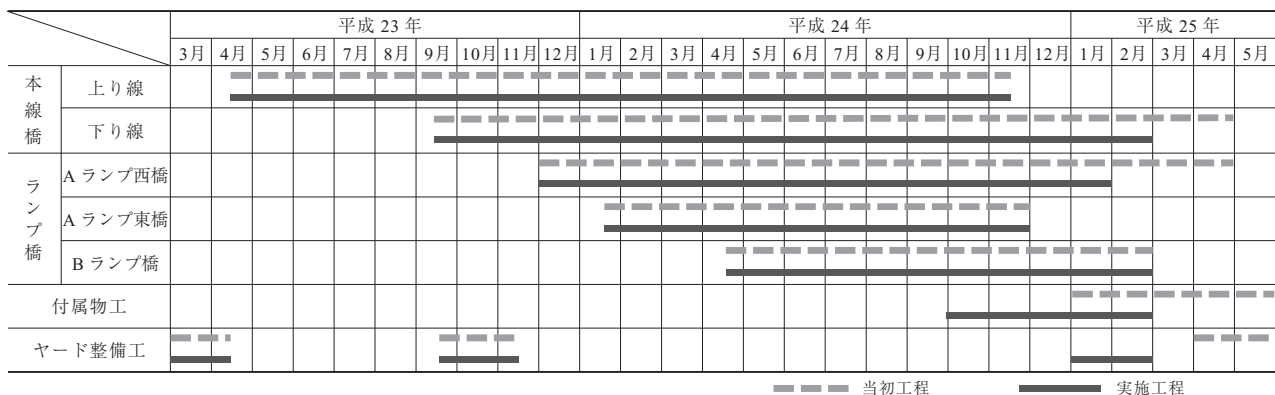 平成 23 年 平成 24 年 平成 25 年
3月 4月 5月 6月 7月 8月 9月 10月 11月 12月 1月 2月 3月 4月 5月 6月 7月 8月 9月 10月 11月 12月 1月 2月 3月 4月 5月
本線橋
上り線
下り線
ランプ橋
A ランプ西橋
A ランプ東橋
B ランプ橋
付属物工
ヤード整備工
当初工程 実施工程